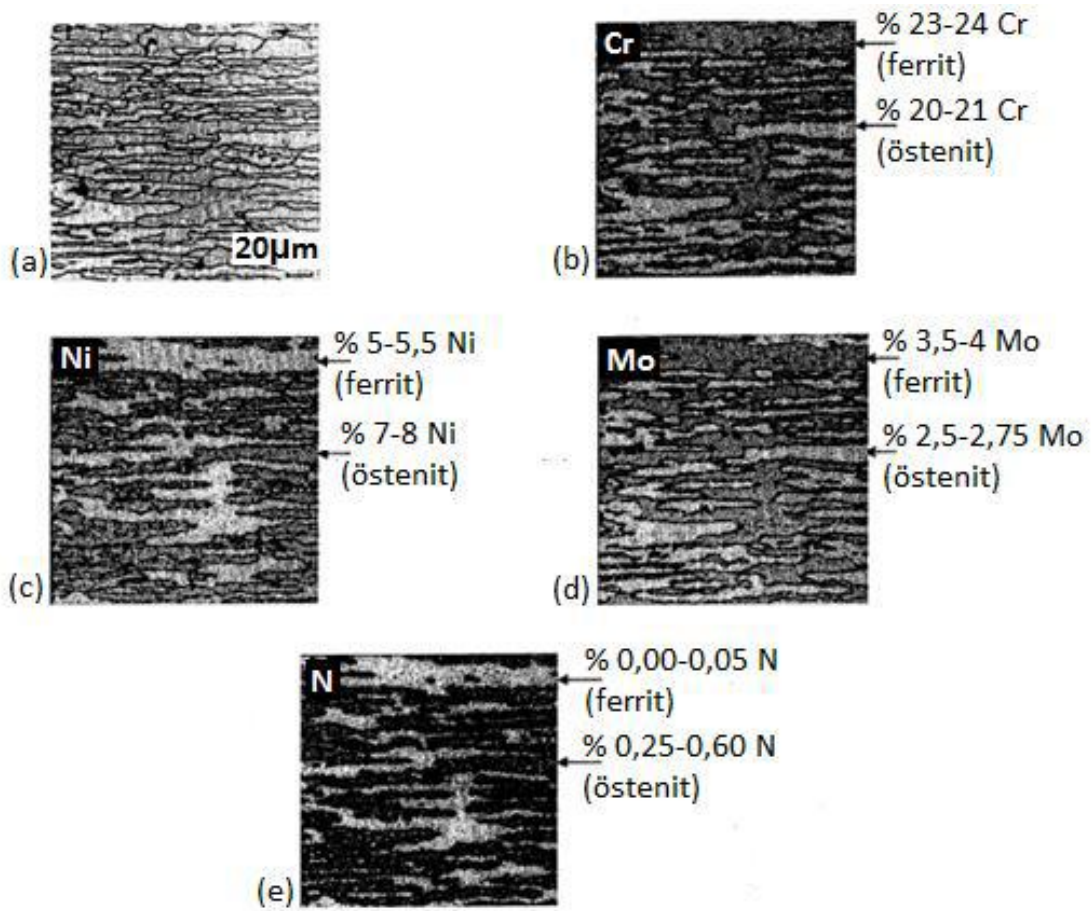 (a)
20µm
(b)
Cr
% 23-24 Cr
(ferrit)
% 20-21 Cr
(östenit)
(c)
Ni
% 5-5,5 Ni
(ferrit)
% 7-8 Ni
(östenit)
(d)
Mo
% 3,5-4 Mo
(ferrit)
% 2,5-2,75 Mo
(östenit)
(e)
N
% 0,00-0,05 N
(ferrit)
% 0,25-0,60 N
(östenit)